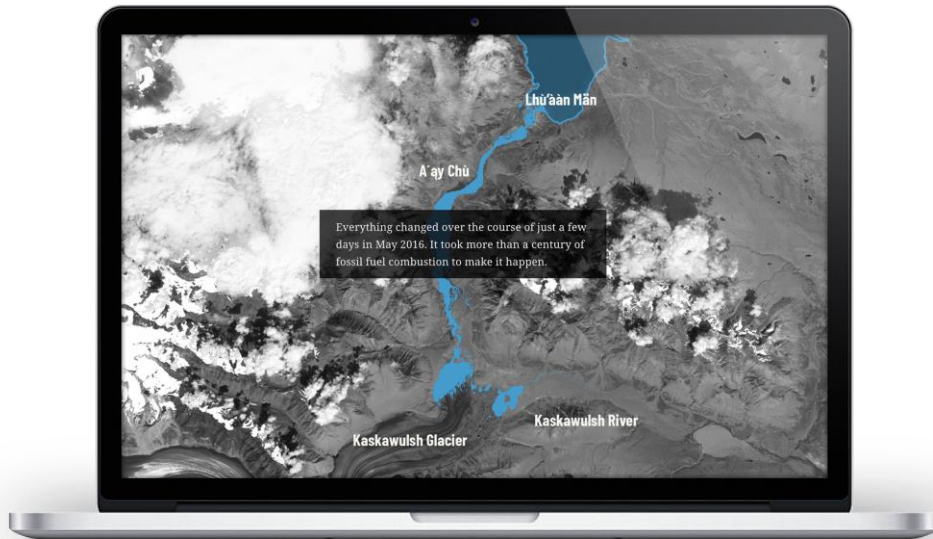 Lhù’ààn Män
A´ąy Chù
Everything changed over the course of just a few
days in May 2016. It took more than a century of
fossil fuel combustion to make it happen.
Kaskawulsh River
Kaskawulsh Glacier